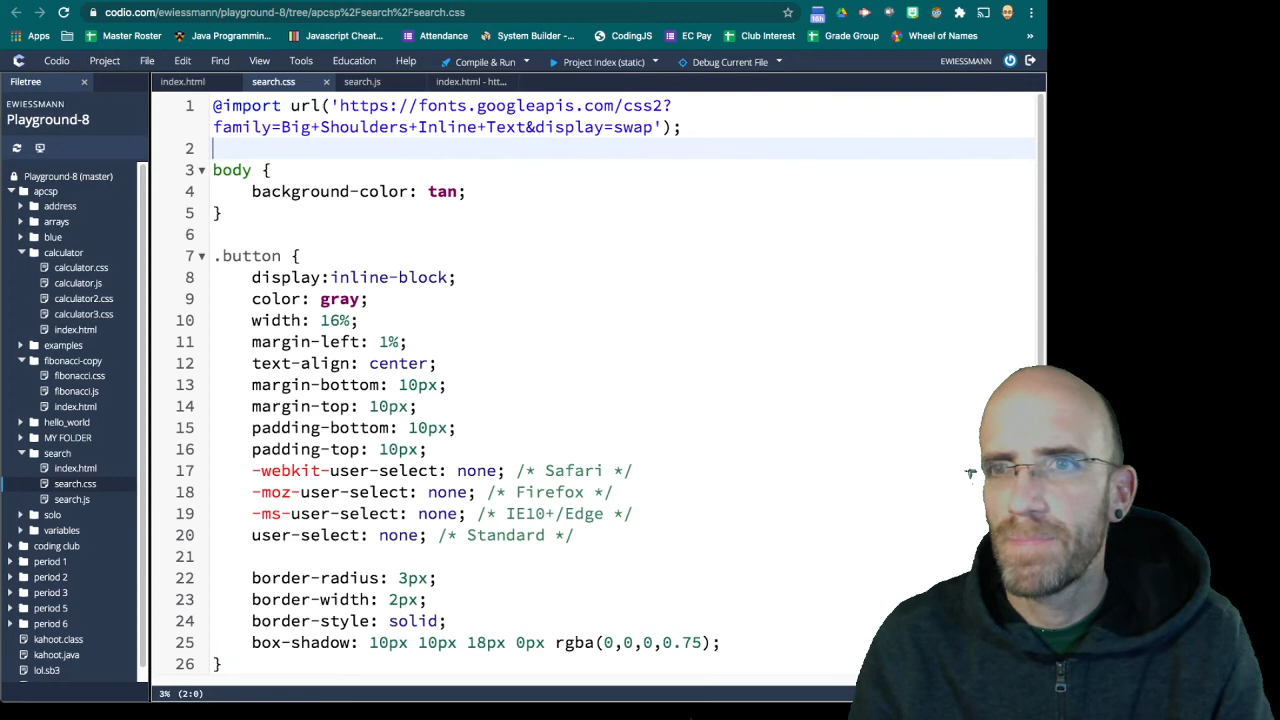 codio.com/ewiessmann/playground-8/tree/apcsp%2Fsearch%2Fsearch.css
16h
Apps Master Roster Java Programmin... Javascript Cheat... Attendance System Builder -... CodingJS EC Pay Club Interest Grade Group Wheel of Names »
Codio Project File Edit Find View Tools Education Help Compile & Run Project Index (static) Debug Current File EWIESSMANN
Filetree index.html search.css search.js index.html - htt...
EWIESSMANN
Playground-8
Playground-8 (master)
apcsp
address
arrays
blue
calculator
calculator.css
calculator.js
calculator2.css
calculator3.css
index.html
examples
fibonacci-copy
fibonacci.css
fibonacci.js
index.html
hello_world
MY FOLDER
search
index.html
search.css
search.js
solo
variables
coding club
period 1
period 2
period 3
period 5
period 6
kahoot.class
kahoot.java
lol.sb3
1 @import url('https://fonts.googleapis.com/css2?
family=Big+Shoulders+Inline+Text&display=swap');
2
3 body {
4 background-color: tan;
5 }
6
7 .button {
8 display:inline-block;
9 color: gray;
10 width: 16%;
11 margin-left: 1%;
12 text-align: center;
13 margin-bottom: 10px;
14 margin-top: 10px;
15 padding-bottom: 10px;
16 padding-top: 10px;
17 -webkit-user-select: none; /* Safari */
18 -moz-user-select: none; /* Firefox */
19 -ms-user-select: none; /* IE10+/Edge */
20 user-select: none; /* Standard */
21
22 border-radius: 3px;
23 border-width: 2px;
24 border-style: solid;
25 box-shadow: 10px 10px 18px 0px rgba(0,0,0,0.75);
26 }
3% (2:0)